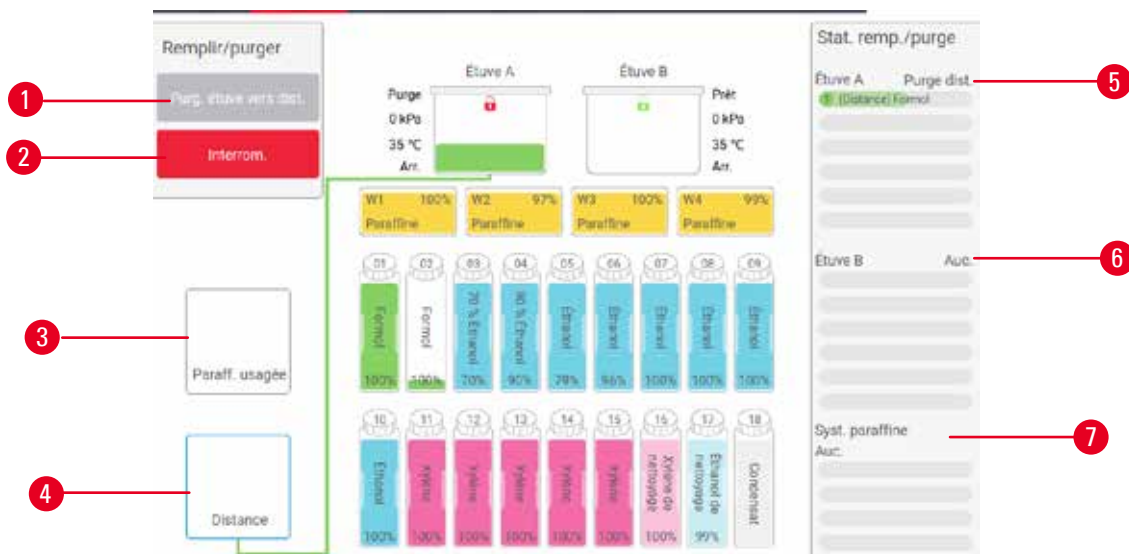 Remplir/purger
Purg. étuve vers dist.
Interrom.
1
2
3
4
Paraff. usagée
Distance
Étuve A
Étuve B
Purge
0 kPa
35 °C
Arr.
Prêt
0 kPa
35 °C
Arr.
W1 100%
Paraffine
W2 97%
Paraffine
W3 100%
Paraffine
W4 99%
Paraffine
01 02 03 04 05 06 07 08 09
Formol
Formol
70 % Éthanol
90 % Éthanol
Éthanol
Éthanol
Éthanol
Éthanol
Éthanol
100% 100% 70% 90% 79% 96% 100% 100% 100%
10 11 12 13 14 15 16 17 18
Éthanol
Xylène
Xylène
Xylène
Xylène
Xylène
Xylène de nettoyage
Éthanol de nettoyage
Condensat
100% 100% 100% 100% 100% 100% 100% 99%
Stat. remp./purge
Étuve A Purge dist.
(Distance) Formol
Étuve B Auc.
Syst. paraffine
Auc.
5
6
7